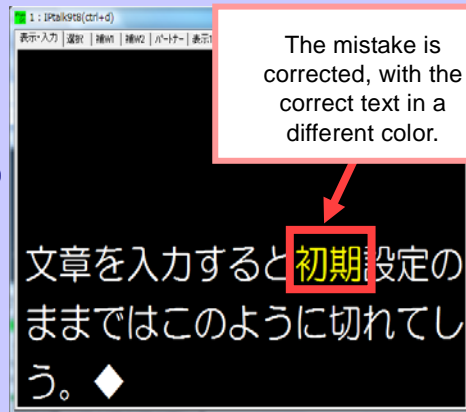 1 : IPtalk9t8(ctrl+d)
表示・入力 選択 補W1 補W2 パートナー 表示1
The mistake is
corrected, with the
correct text in a
different color.
文章を入力すると初期設定の
ままではこのように切れてし
う。◆